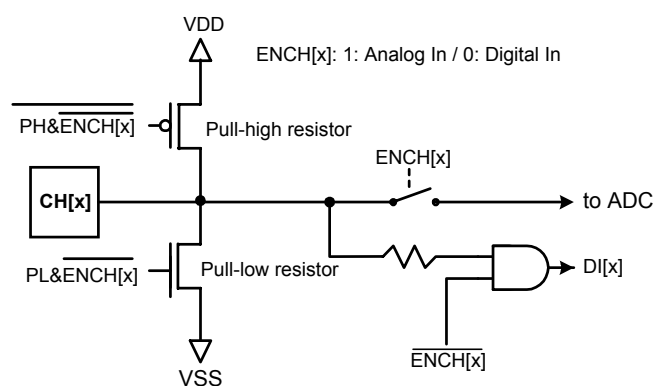 VDD
ENCH[x]: 1: Analog In / 0: Digital In
PH&ENCH[x]
Pull-high resistor
ENCH[x]
CH[x]
to ADC
PL&ENCH[x]
Pull-low resistor
DI[x]
ENCH[x]
VSS